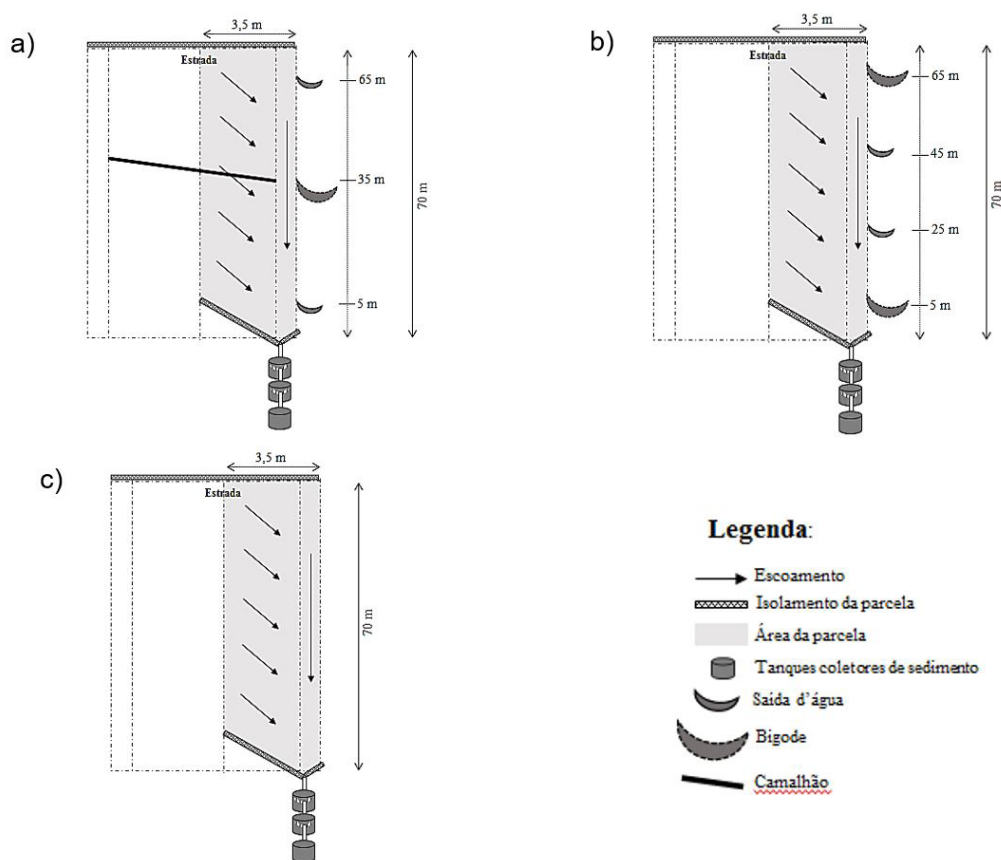 a)
3,5 m
Estrada
65 m
35 m
5 m
70 m
b)
3,5 m
Estrada
65 m
45 m
25 m
5 m
70 m
c)
3,5 m
Estrada
70 m
Legenda:
Escoamento
Isolamento da parcela
Área da parcela
Tanques coletores de sedimento
Saída d'água
Bigode
Camalhão